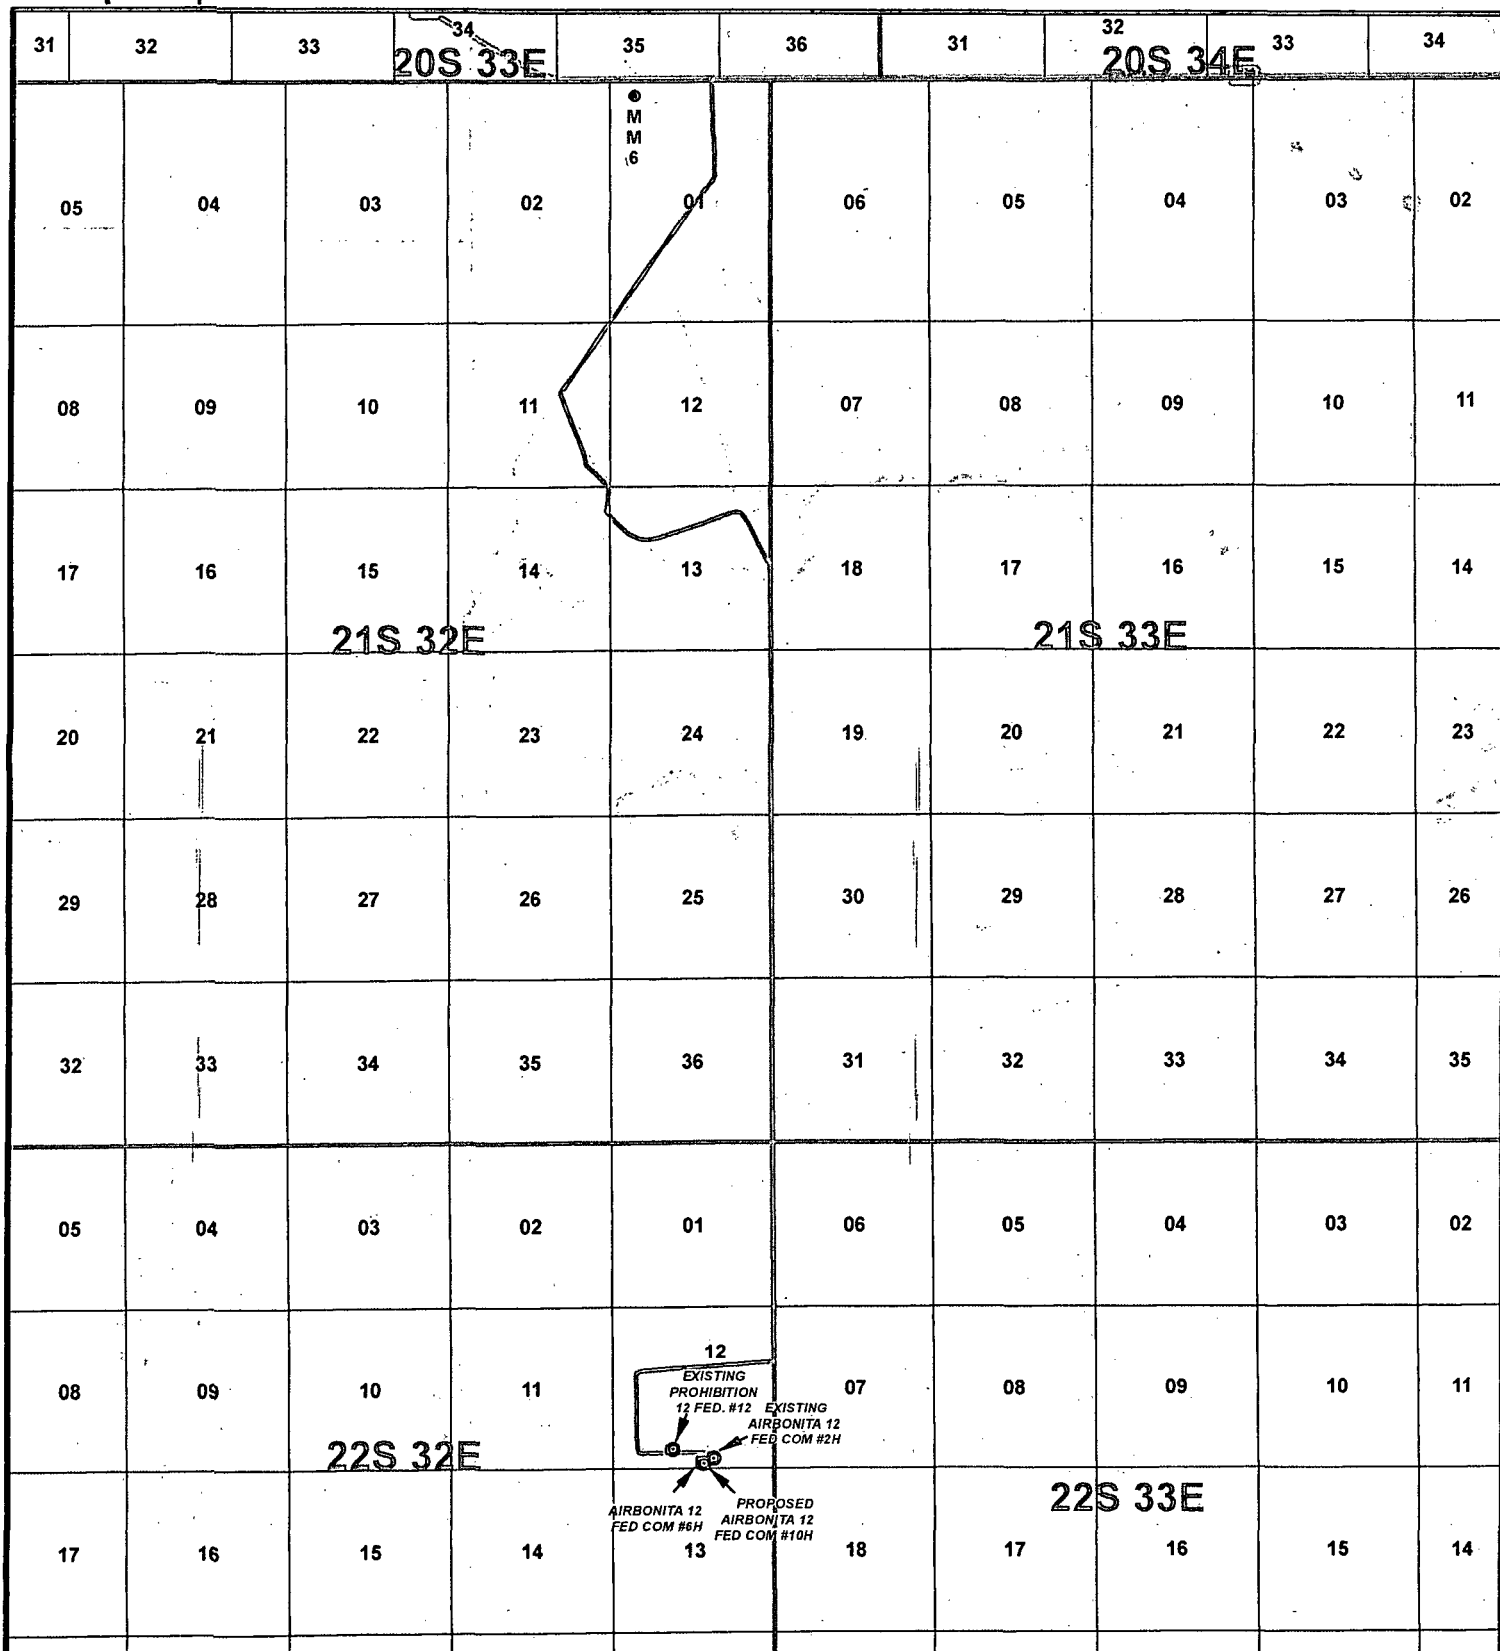 31 32 33 34 35 36 31 32 33 34
20S 33E 20S 34E
M
M
6
05 04 03 02 01 06 05 04 03 02
08 09 10 11 12 07 08 09 10 11
17 16 15 14 13 18 17 16 15 14
21S 32E 21S 33E
20 21 22 23 24 19 20 21 22 23
29 28 27 26 25 30 29 28 27 26
32 33 34 35 36 31 32 33 34 35
05 04 03 02 01 06 05 04 03 02
12
08 09 10 11 07 08 09 10 11
EXISTING
PROHIBITION
12 FED. #12
EXISTING
AIRBONITA 12
FED COM #2H
22S 32E 22S 33E
AIRBONITA 12
FED COM #6H
PROPOSED
AIRBONITA 12
FED COM #10H
17 16 15 14 13 18 17 16 15 14